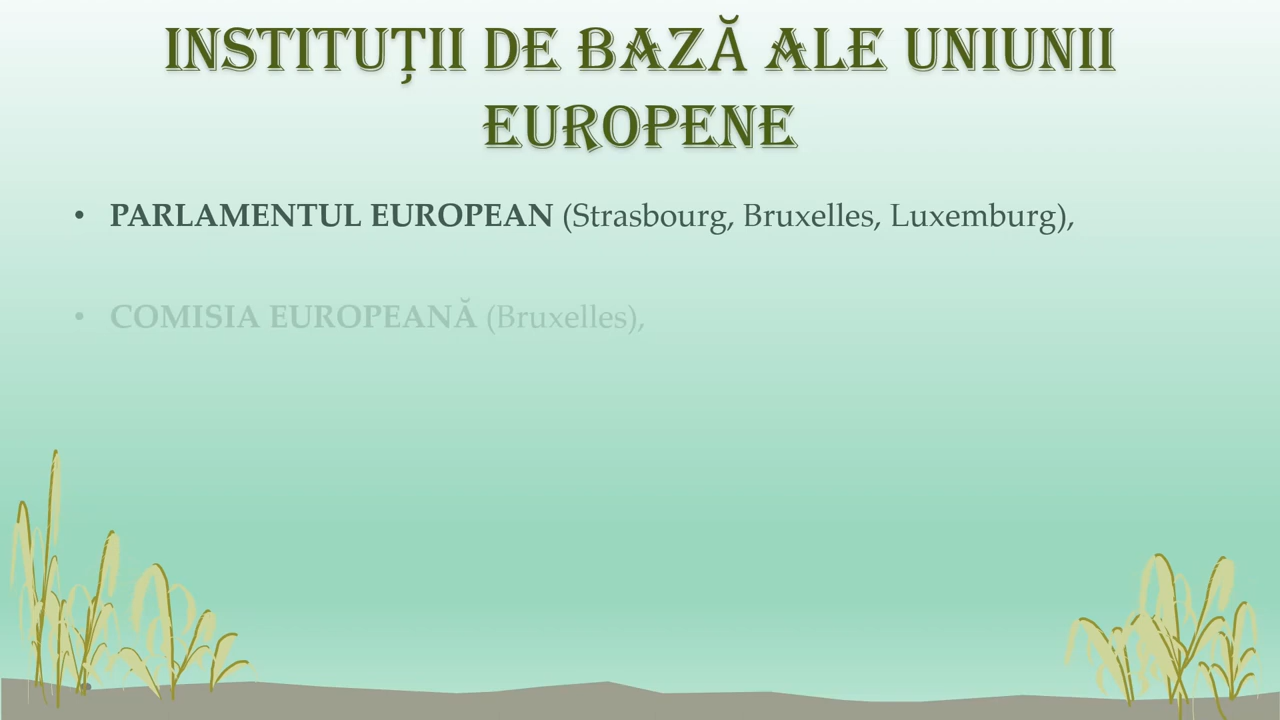 INSTITUȚII DE BAZĂ ALE UNIUNII
EUROPENE
• PARLAMENTUL EUROPEAN (Strasbourg, Bruxelles, Luxemburg),
• COMISIA EUROPEANĂ (Bruxelles),